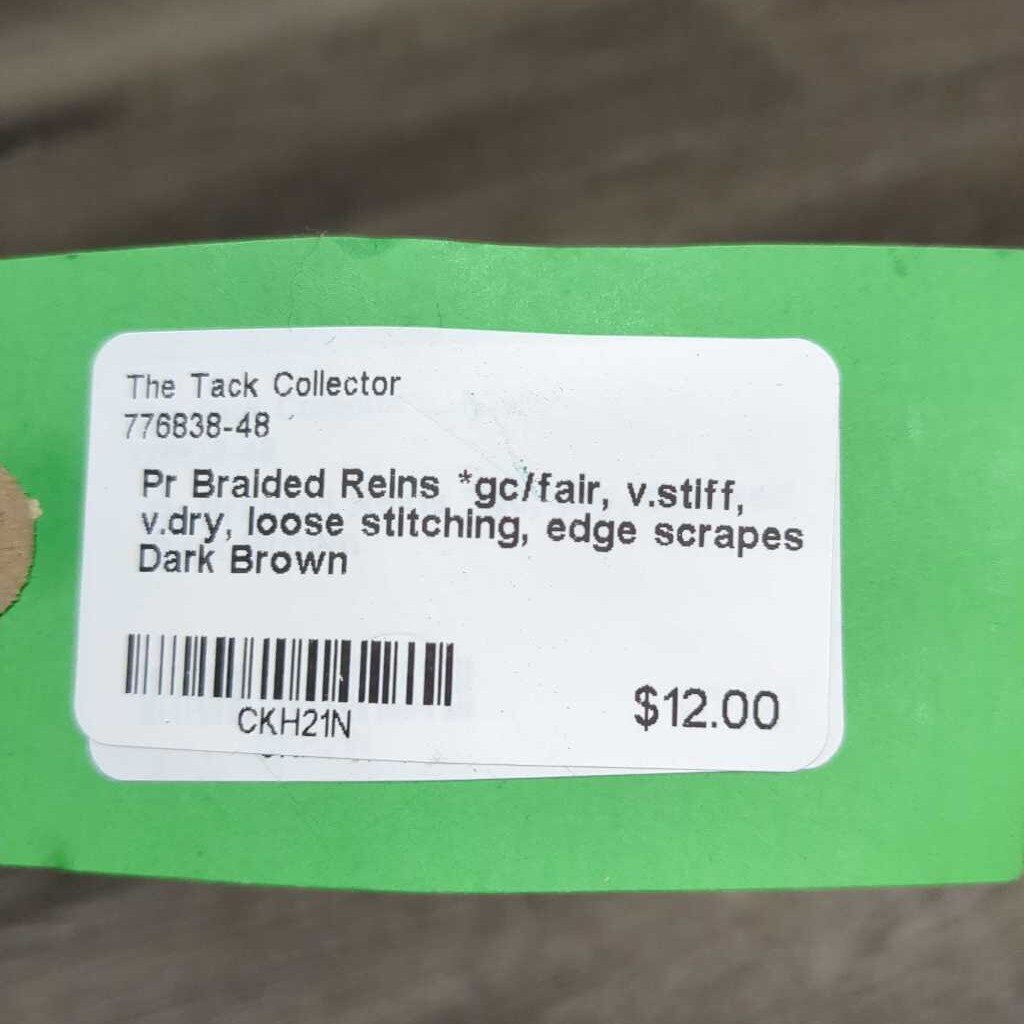 The Tack Collector
776838-48
Pr Braided Reins *gc/fair, v.stiff,
v.dry, loose stitching, edge scrapes
Dark Brown
CKH21N
$12.00